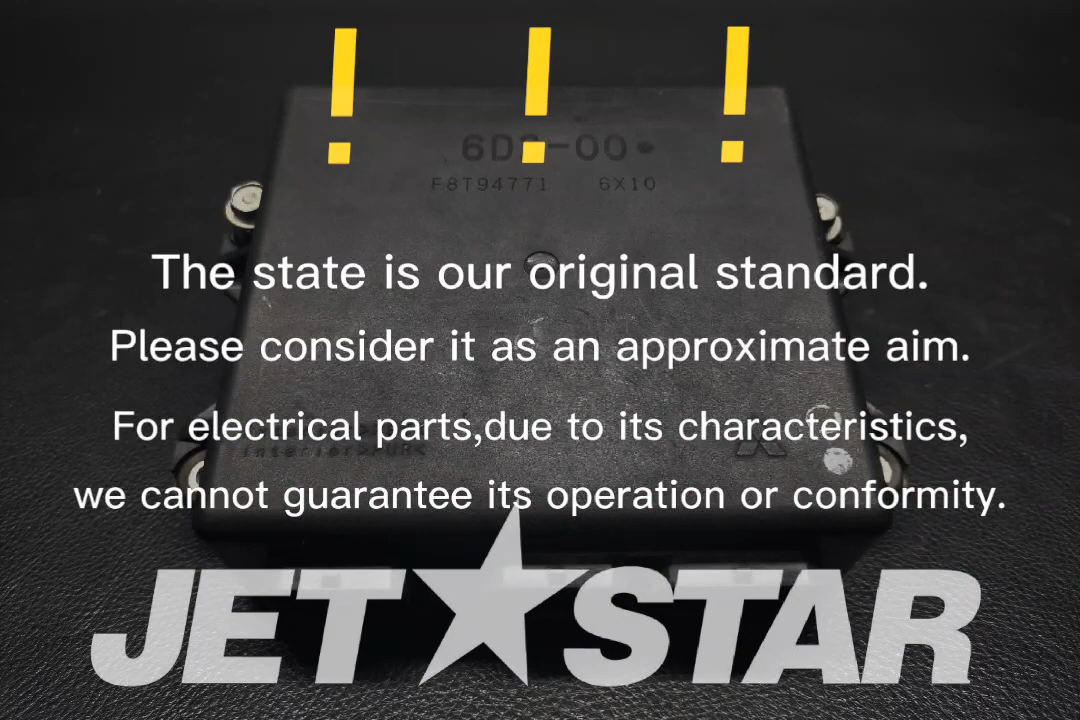 ! ! !
F8T94771 6X10
The state is our original standard.
Please consider it as an approximate aim.
For electrical parts,due to its characteristics,
we cannot guarantee its operation or conformity.
JET★STAR